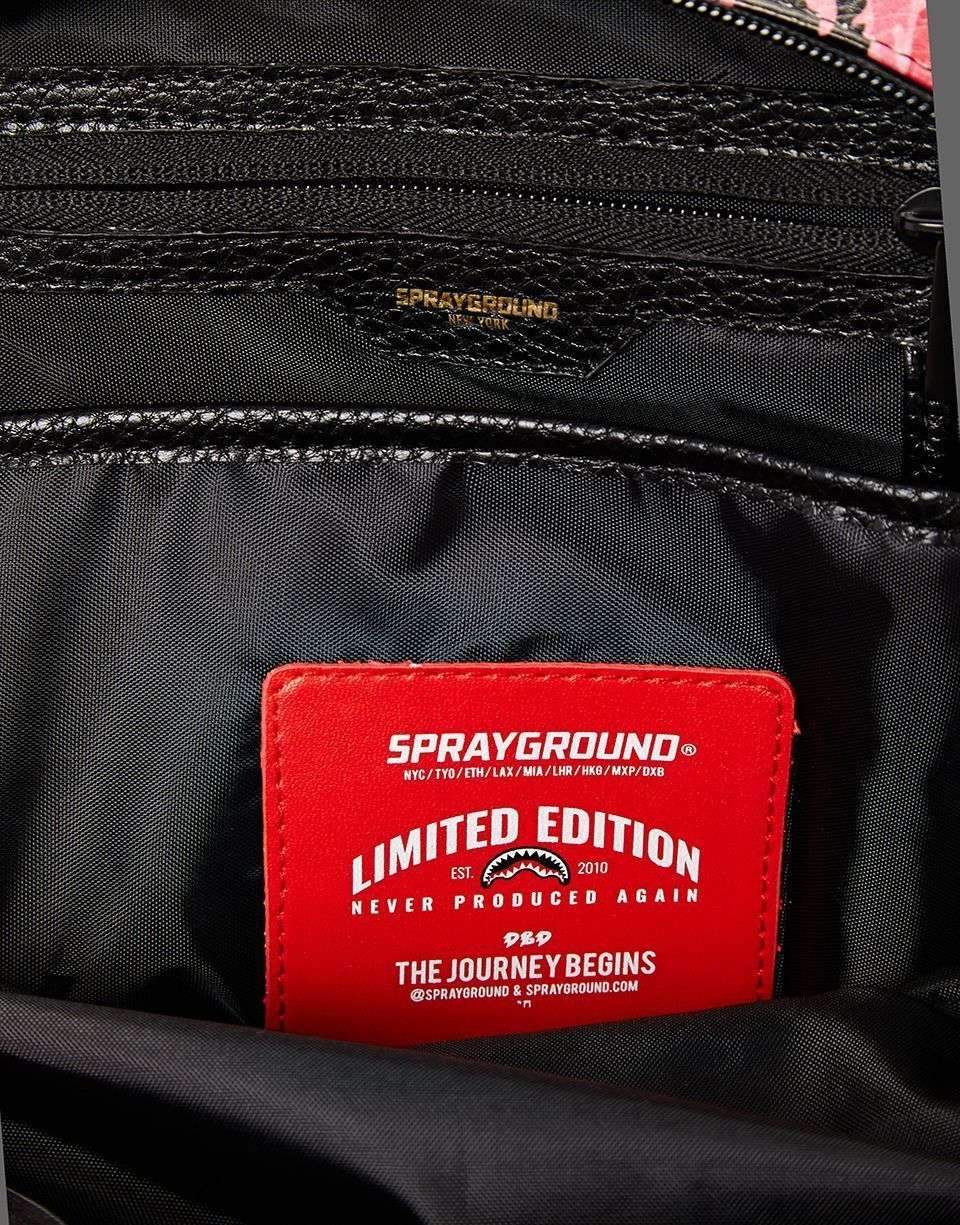 SPRAYGROUND
NEW YORK
SPRAYGROUND®
NYC/TYO/ETH/LAX/MIA/LHR/HKG/MXP/DXB
LIMITED EDITION
EST. 2010
NEVER PRODUCED AGAIN
DBD
THE JOURNEY BEGINS
@SPRAYGROUND & SPRAYGROUND.COM